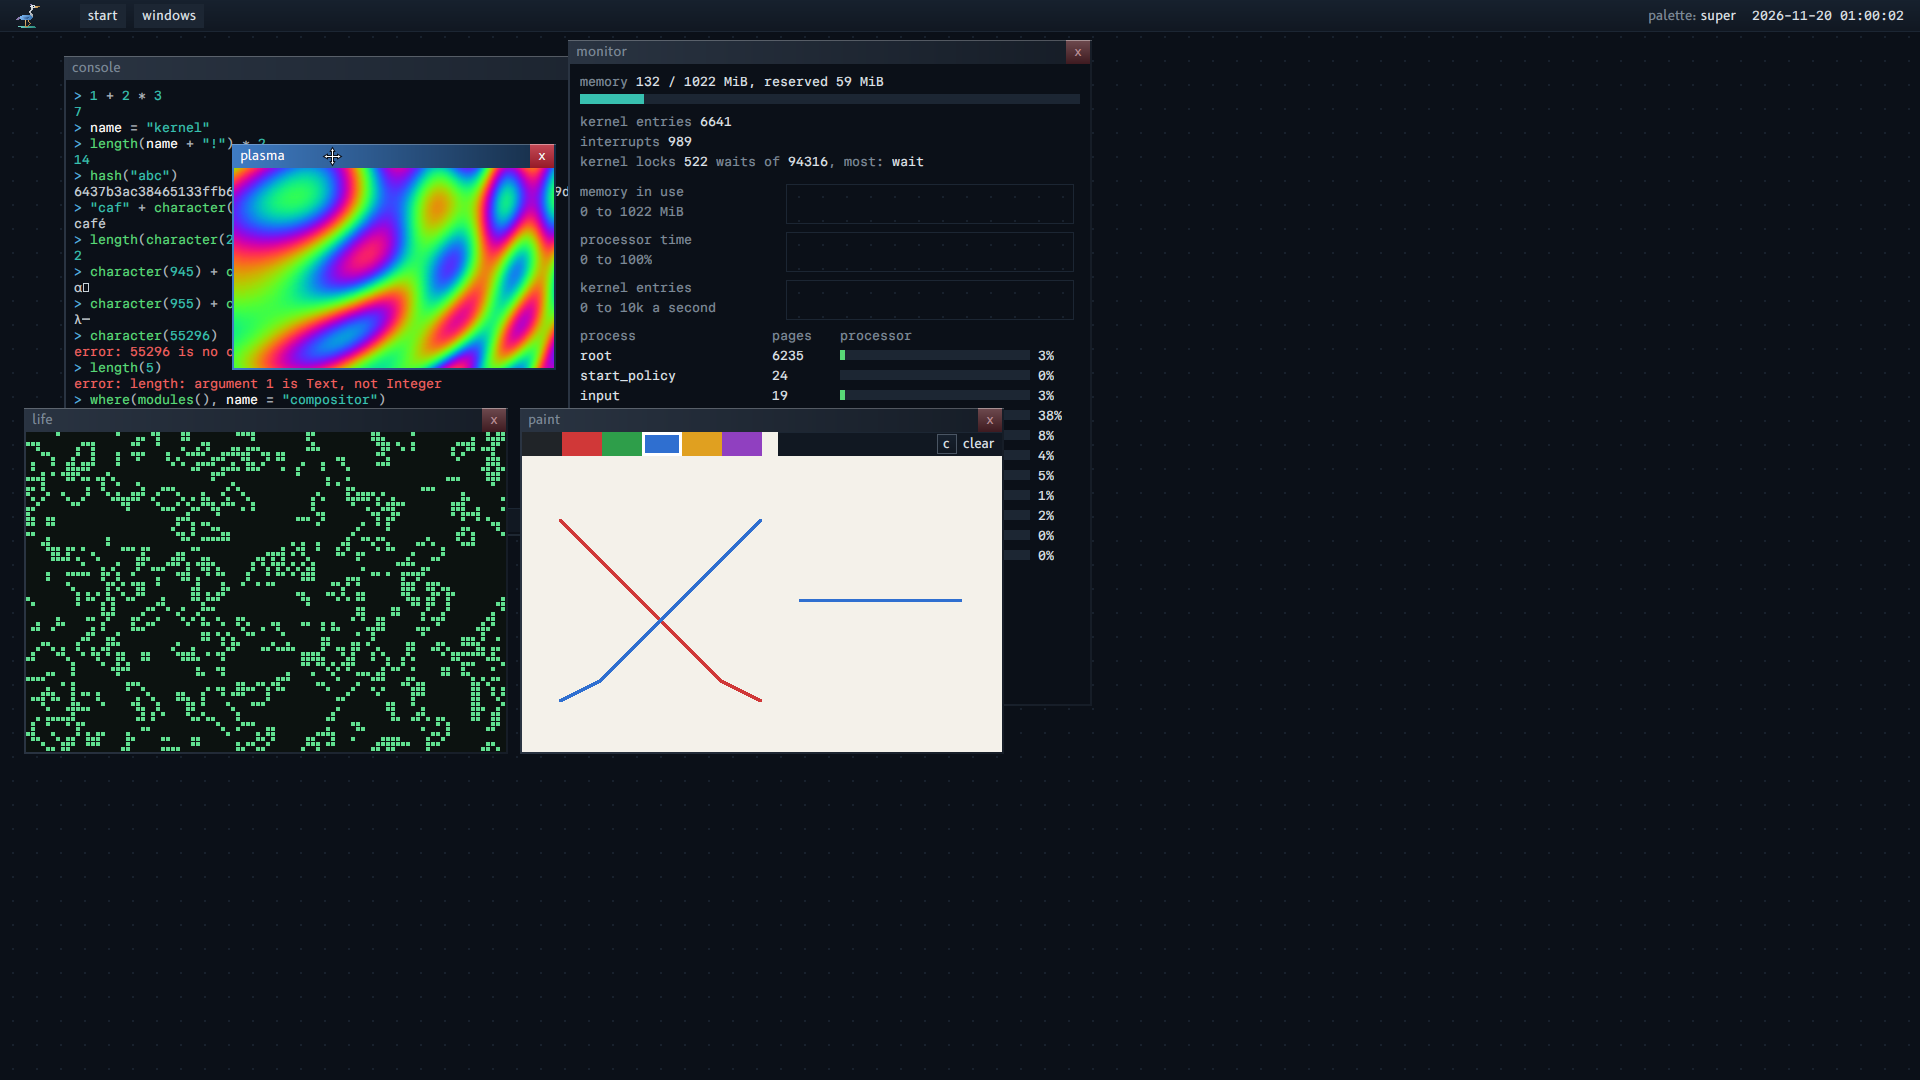 start windows palette: super 2026-11-20 01:00:02
console
> 1 + 2 * 3
7
> name = "kernel"
> length(name + "!") * 2
14
> hash("abc")
6437b3ac38465133ffb6
> "caf" + character(
café
> length(character(2
2
> character(945) + c
α
> character(955) + c
λ─
> character(55296)
error: 55296 is no
> length(5)
error: length: argument 1 is Text, not Integer
> where(modules(), name = "compositor")
plasma x
monitor x
memory 132 / 1022 MiB, reserved 59 MiB
kernel entries 6641
interrupts 989
kernel locks 522 waits of 94316, most: wait
memory in use
0 to 1022 MiB
processor time
0 to 100%
kernel entries
0 to 10k a second
process pages processor
root 6235 3%
start_policy 24 0%
input 19 3%
38%
8%
4%
5%
1%
2%
0%
0%
life x
paint x
c clear